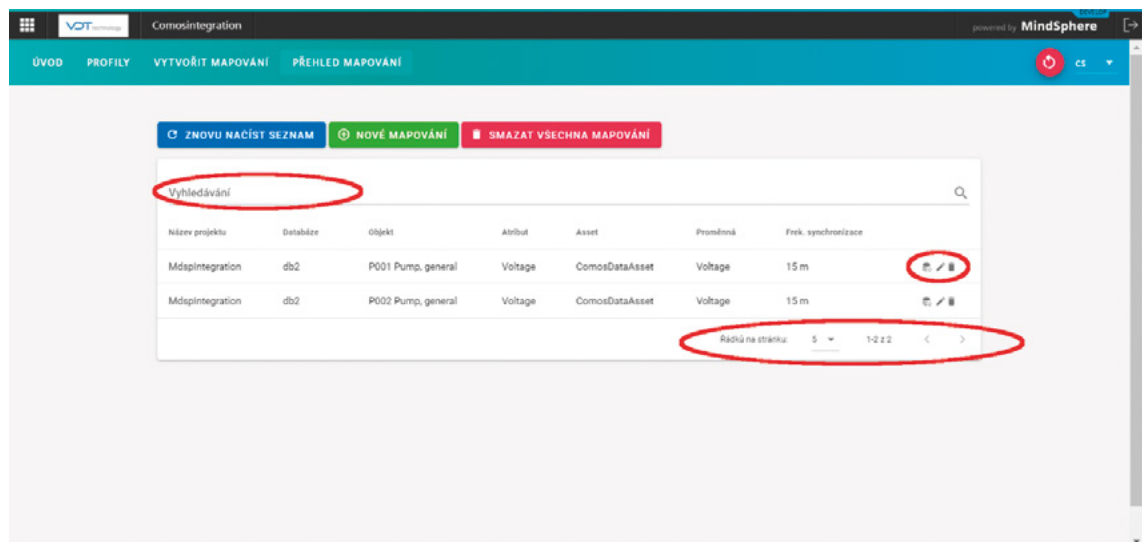 VDT technology Comosintegration powered by MindSphere
ÚVOD PROFILY VYTVOŘIT MAPOVÁNÍ PŘEHLED MAPOVÁNÍ cs
ZNOVU NAČÍST SEZNAM NOVÉ MAPOVÁNÍ SMAZAT VŠECHNA MAPOVÁNÍ
Vyhledávání
Název projektu Databáze Objekt Atribut Asset Proměnná Frek. synchronizace
MdspIntegration db2 P001 Pump, general Voltage ComosDataAsset Voltage 15 m
MdspIntegration db2 P002 Pump, general Voltage ComosDataAsset Voltage 15 m
Řádků na stránku: 5 1-2 z 2